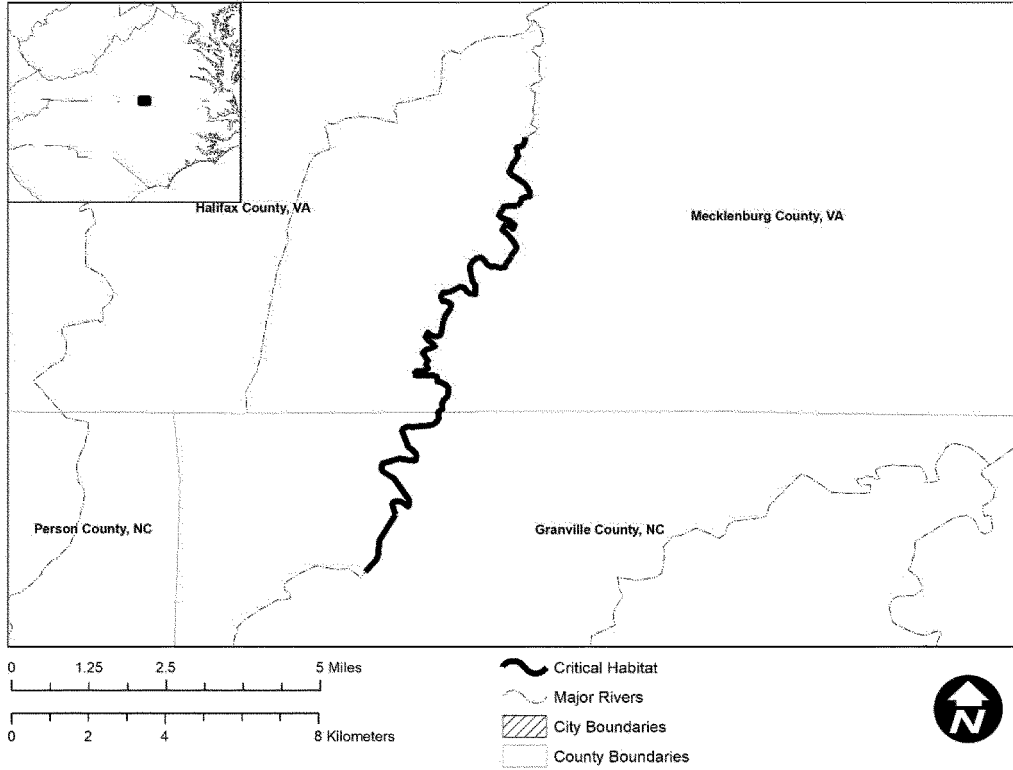 Halifax County, VA
Mecklenburg County, VA
Person County, NC
Granville County, NC
0 1.25 2.5 5 Miles
0 2 4 8 Kilometers
Critical Habitat
Major Rivers
City Boundaries
County Boundaries
N